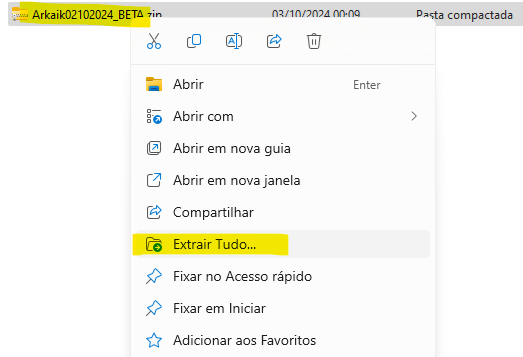 Arkaik02102024_BETA.zip 03/10/2024 00:09 Pasta compactada
Abrir Enter
Abrir com
Abrir em nova guia
Abrir em nova janela
Compartilhar
Extrair Tudo...
Fixar no Acesso rápido
Fixar em Iniciar
Adicionar aos Favoritos